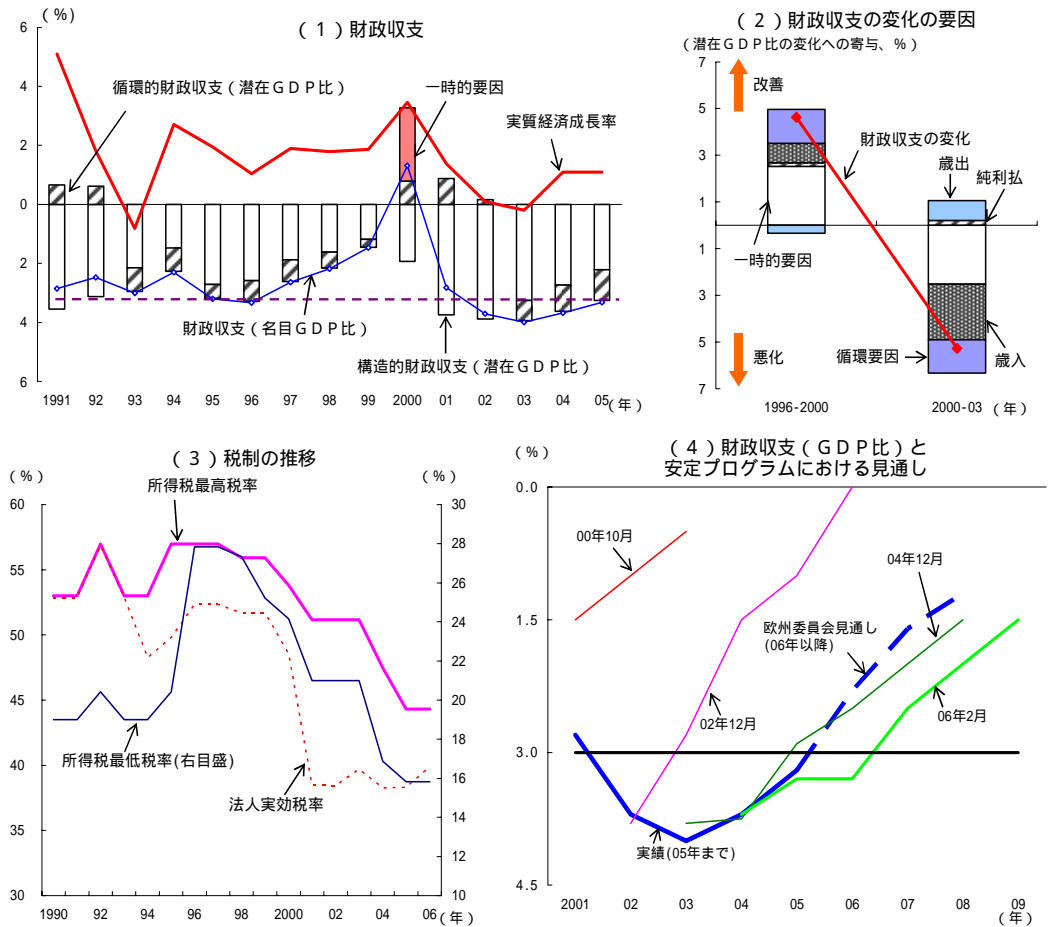 (1)財政収支
(%)
6
4
2
0
2
4
6
循環的財政収支(潜在GDP比)
一時的要因
実質経済成長率
財政収支(名目GDP比)
構造的財政収支(潜在GDP比)
1991 92 93 94 95 96 97 98 99 2000 01 02 03 04 05 (年)
(2)財政収支の変化の要因
(潜在GDP比の変化への寄与、%)
7
5
3
1
1
3
5
7
改善
財政収支の変化
歳出
純利払
一時的要因
悪化
循環要因
歳入
1996-2000 2000-03 (年)
(3)税制の推移
(%)
(%)
所得税最高税率
60
55
50
45
40
35
30
30
28
26
24
22
20
18
16
14
12
10
所得税最低税率(右目盛)
法人実効税率
1990 92 94 96 98 2000 02 04 06 (年)
(4)財政収支(GDP比)と
安定プログラムにおける見通し
(%)
0.0
1.5
3.0
4.5
00年10月
04年12月
欧州委員会見通し
(06年以降)
02年12月
06年2月
実績(05年まで)
2001 02 03 04 05 06 07 08 09
(年)